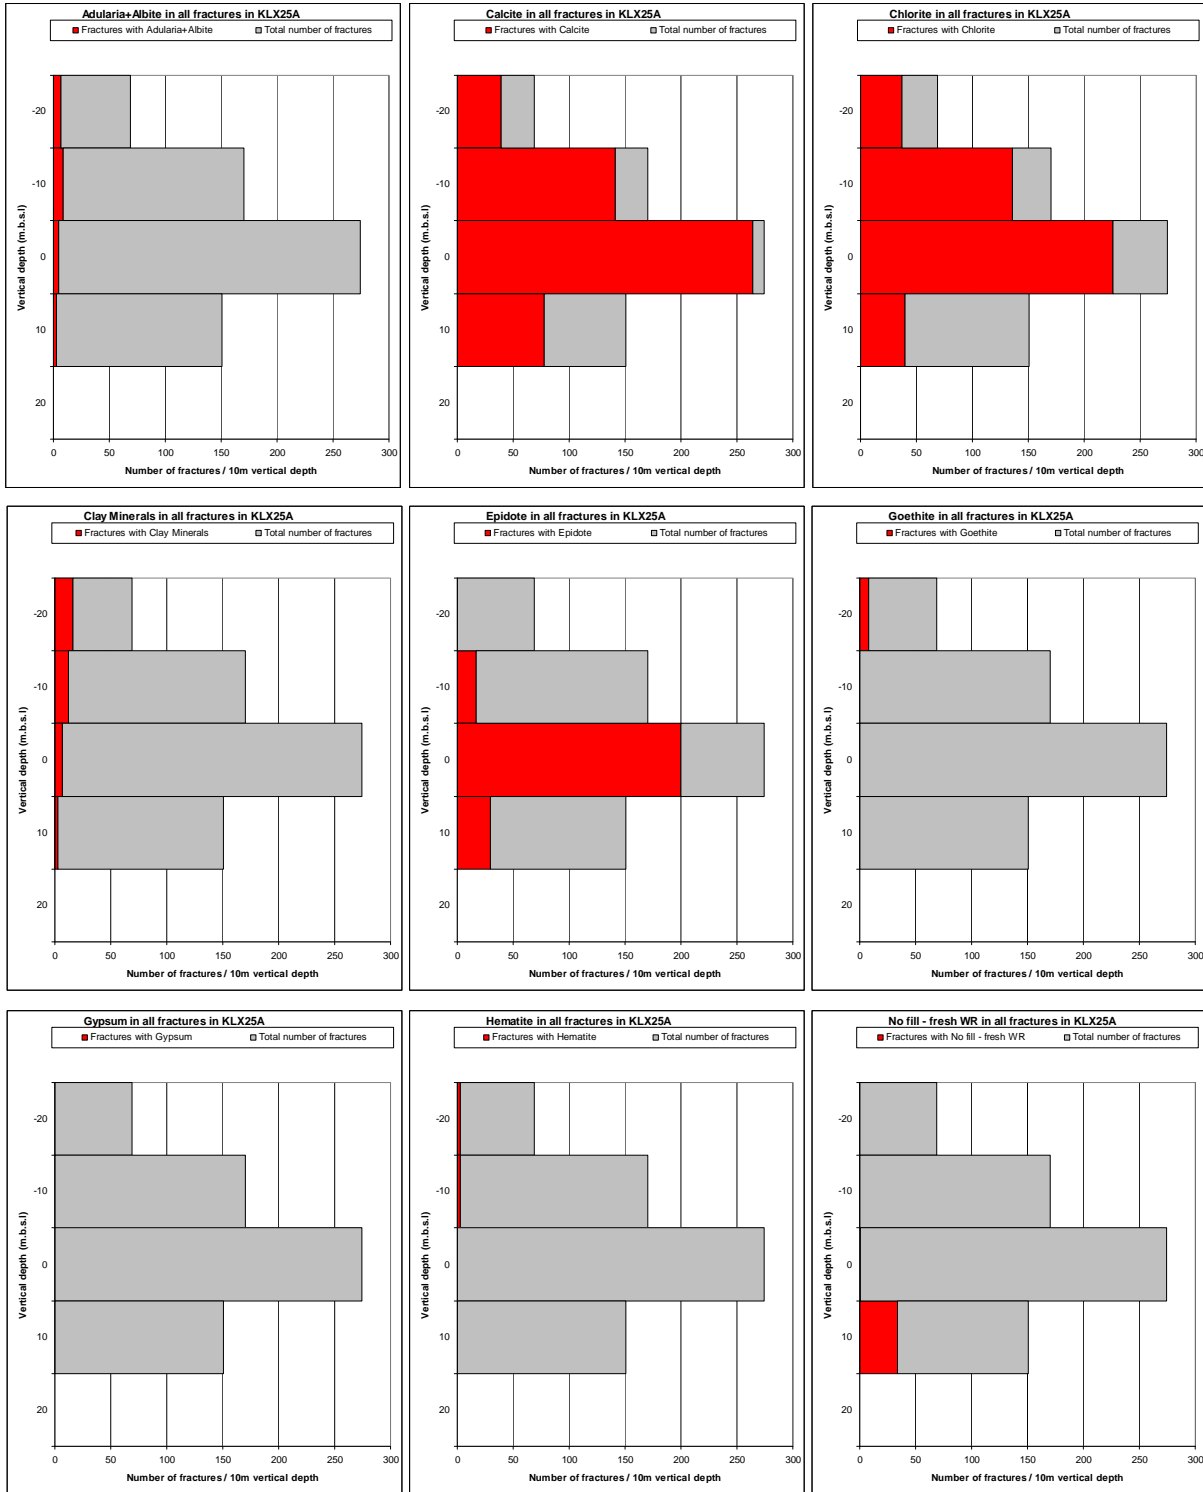 Adularia+Albite in all fractures in KLX25A
Fractures with Adularia+Albite Total number of fractures
-20
-10
0
10
20
Vertical depth (m.b.s.l)
0 50 100 150 200 250 300
Number of fractures / 10m vertical depth
Calcite in all fractures in KLX25A
Fractures with Calcite Total number of fractures
-20
-10
0
10
20
Vertical depth (m.b.s.l)
0 50 100 150 200 250 300
Number of fractures / 10m vertical depth
Chlorite in all fractures in KLX25A
Fractures with Chlorite Total number of fractures
-20
-10
0
10
20
Vertical depth (m.b.s.l)
0 50 100 150 200 250 300
Number of fractures / 10m vertical depth
Clay Minerals in all fractures in KLX25A
Fractures with Clay Minerals Total number of fractures
-20
-10
0
10
20
Vertical depth (m.b.s.l)
0 50 100 150 200 250 300
Number of fractures / 10m vertical depth
Epidote in all fractures in KLX25A
Fractures with Epidote Total number of fractures
-20
-10
0
10
20
Vertical depth (m.b.s.l)
0 50 100 150 200 250 300
Number of fractures / 10m vertical depth
Goethite in all fractures in KLX25A
Fractures with Goethite Total number of fractures
-20
-10
0
10
20
Vertical depth (m.b.s.l)
0 50 100 150 200 250 300
Number of fractures / 10m vertical depth
Gypsum in all fractures in KLX25A
Fractures with Gypsum Total number of fractures
-20
-10
0
10
20
Vertical depth (m.b.s.l)
0 50 100 150 200 250 300
Number of fractures / 10m vertical depth
Hematite in all fractures in KLX25A
Fractures with Hematite Total number of fractures
-20
-10
0
10
20
Vertical depth (m.b.s.l)
0 50 100 150 200 250 300
Number of fractures / 10m vertical depth
No fill - fresh WR in all fractures in KLX25A
Fractures with No fill - fresh WR Total number of fractures
-20
-10
0
10
20
Vertical depth (m.b.s.l)
0 50 100 150 200 250 300
Number of fractures / 10m vertical depth